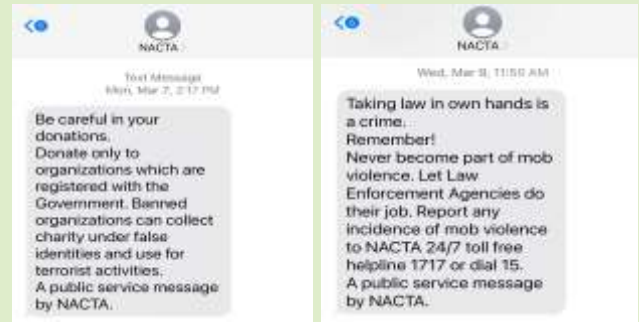 NACTA
Text Message
Mon, Mar 7, 2:17 PM
Be careful in your
donations.
Donate only to
organizations which are
registered with the
Government. Banned
organizations can collect
charity under false
identities and use for
terrorist activities.
A public service message
by NACTA.
NACTA
Wed, Mar 9, 11:50 AM
Taking law in own hands is
a crime.
Remember!
Never become part of mob
violence. Let Law
Enforcement Agencies do
their job. Report any
incidence of mob violence
to NACTA 24/7 toll free
helpline 1717 or dial 15.
A public service message
by NACTA.